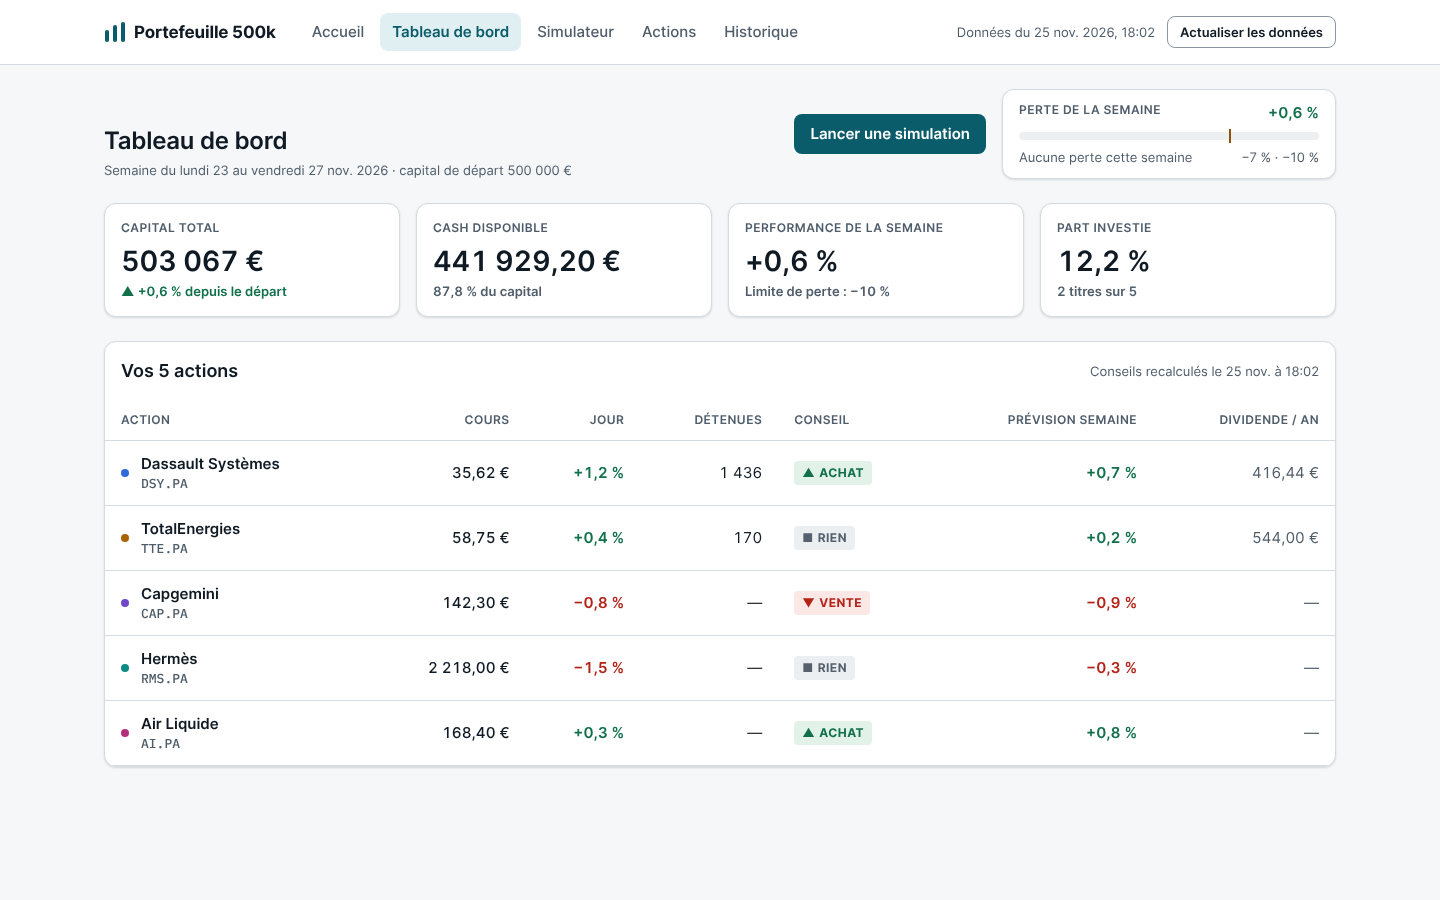 Portefeuille 500k Accueil Tableau de bord Simulateur Actions Historique Données du 25 nov. 2026, 18:02 Actualiser les données
Tableau de bord
Semaine du lundi 23 au vendredi 27 nov. 2026 · capital de départ 500 000 €
Lancer une simulation
PERTE DE LA SEMAINE +0,6 %
Aucune perte cette semaine −7 % · −10 %
CAPITAL TOTAL
503 067 €
▲ +0,6 % depuis le départ
CASH DISPONIBLE
441 929,20 €
87,8 % du capital
PERFORMANCE DE LA SEMAINE
+0,6 %
Limite de perte : −10 %
PART INVESTIE
12,2 %
2 titres sur 5
Vos 5 actions Conseils recalculés le 25 nov. à 18:02
ACTION COURS JOUR DÉTENUES CONSEIL PRÉVISION SEMAINE DIVIDENDE / AN
Dassault Systèmes 35,62 € +1,2 % 1 436 ▲ ACHAT +0,7 % 416,44 €
DSY.PA
TotalEnergies 58,75 € +0,4 % 170 ■ RIEN +0,2 % 544,00 €
TTE.PA
Capgemini 142,30 € −0,8 % — ▼ VENTE −0,9 % —
CAP.PA
Hermès 2 218,00 € −1,5 % — ■ RIEN −0,3 % —
RMS.PA
Air Liquide 168,40 € +0,3 % — ▲ ACHAT +0,8 % —
AI.PA